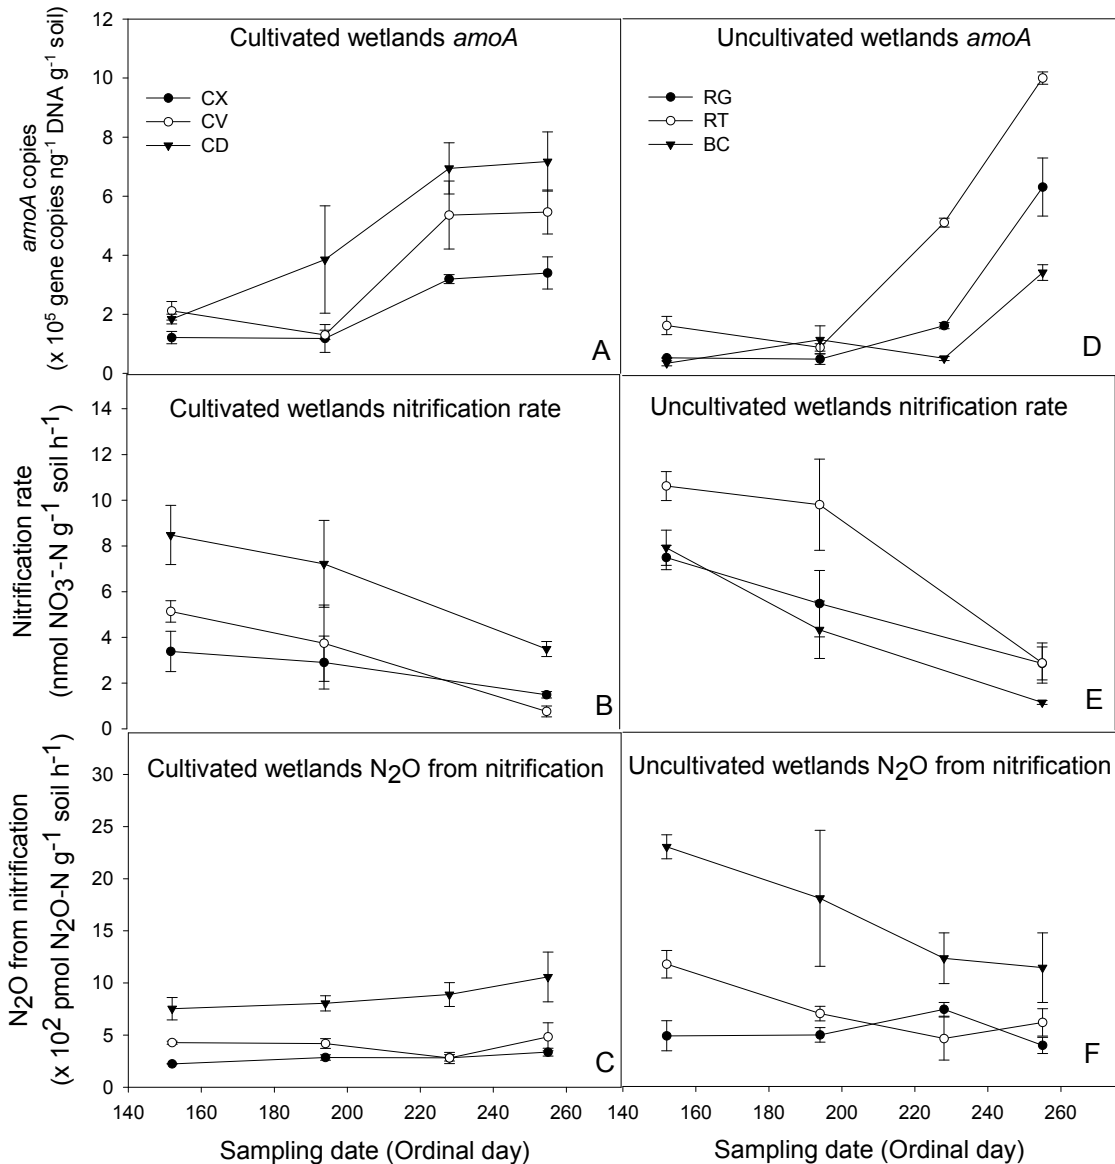 Cultivated wetlands amoA
amoA copies
(x 10⁵ gene copies ng⁻¹ DNA g⁻¹ soil)
12
10
8
6
4
2
0
CX
CV
CD
A
Uncultivated wetlands amoA
RG
RT
BC
D
Cultivated wetlands nitrification rate
Nitrification rate
(nmol NO₃⁻-N g⁻¹ soil h⁻¹)
14
12
10
8
6
4
2
0
B
Uncultivated wetlands nitrification rate
E
Cultivated wetlands N₂O from nitrification
N₂O from nitrification
(x 10² pmol N₂O-N g⁻¹ soil h⁻¹)
30
25
20
15
10
5
0
C
140 160 180 200 220 240 260
Sampling date (Ordinal day)
Uncultivated wetlands N₂O from nitrification
F
140 160 180 200 220 240 260
Sampling date (Ordinal day)